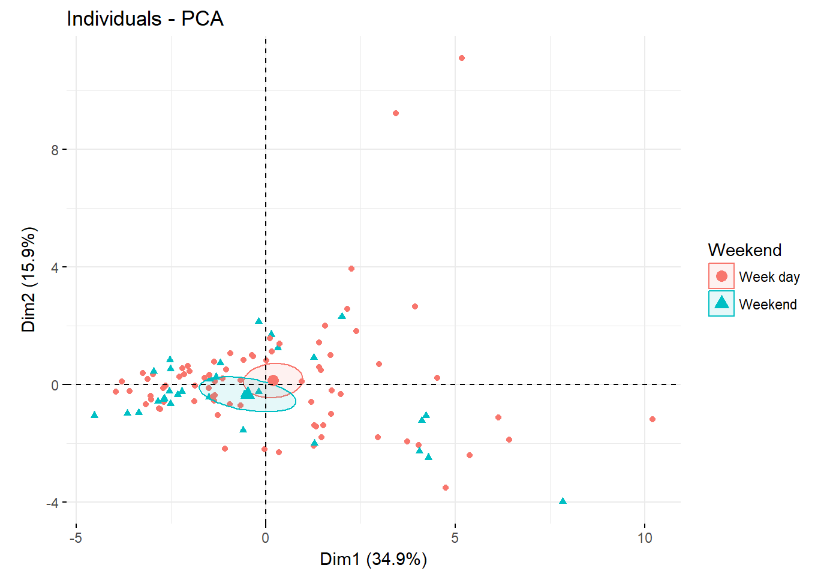 Individuals - PCA
8
4
0
-4
-5
0
5
10
Dim1 (34.9%)
Dim2 (15.9%)
Weekend
Week day
Weekend